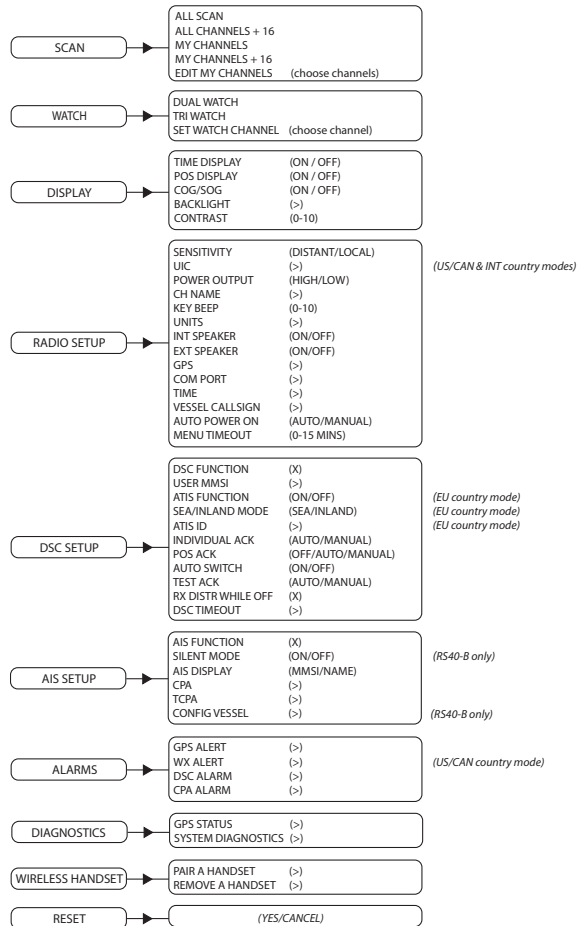 SCAN
ALL SCAN
ALL CHANNELS + 16
MY CHANNELS
MY CHANNELS + 16
EDIT MY CHANNELS (choose channels)
WATCH
DUAL WATCH
TRI WATCH
SET WATCH CHANNEL (choose channel)
DISPLAY
TIME DISPLAY (ON / OFF)
POS DISPLAY (ON / OFF)
COG/SOG (ON / OFF)
BACKLIGHT (>)
CONTRAST (0-10)
RADIO SETUP
SENSITIVITY (DISTANT/LOCAL)
UIC (>) (US/CAN & INT country modes)
POWER OUTPUT (HIGH/LOW)
CH NAME (>)
KEY BEEP (0-10)
UNITS (>)
INT SPEAKER (ON/OFF)
EXT SPEAKER (ON/OFF)
GPS (>)
COM PORT (>)
TIME (>)
VESSEL CALLSIGN (>)
AUTO POWER ON (AUTO/MANUAL)
MENU TIMEOUT (0-15 MINS)
DSC SETUP
DSC FUNCTION (X)
USER MMSI (>)
ATIS FUNCTION (ON/OFF) (EU country mode)
SEA/INLAND MODE (SEA/INLAND) (EU country mode)
ATIS ID (>) (EU country mode)
INDIVIDUAL ACK (AUTO/MANUAL)
POS ACK (OFF/AUTO/MANUAL)
AUTO SWITCH (ON/OFF)
TEST ACK (AUTO/MANUAL)
RX DISTR WHILE OFF (X)
DSC TIMEOUT (>)
AIS SETUP
AIS FUNCTION (X)
SILENT MODE (ON/OFF) (RS40-B only)
AIS DISPLAY (MMSI/NAME)
CPA (>)
TCPA (>)
CONFIG VESSEL (>) (RS40-B only)
ALARMS
GPS ALERT (>)
WX ALERT (>) (US/CAN country mode)
DSC ALARM (>)
CPA ALARM (>)
DIAGNOSTICS
GPS STATUS (>)
SYSTEM DIAGNOSTICS (>)
WIRELESS HANDSET
PAIR A HANDSET (>)
REMOVE A HANDSET (>)
RESET
(YES/CANCEL)